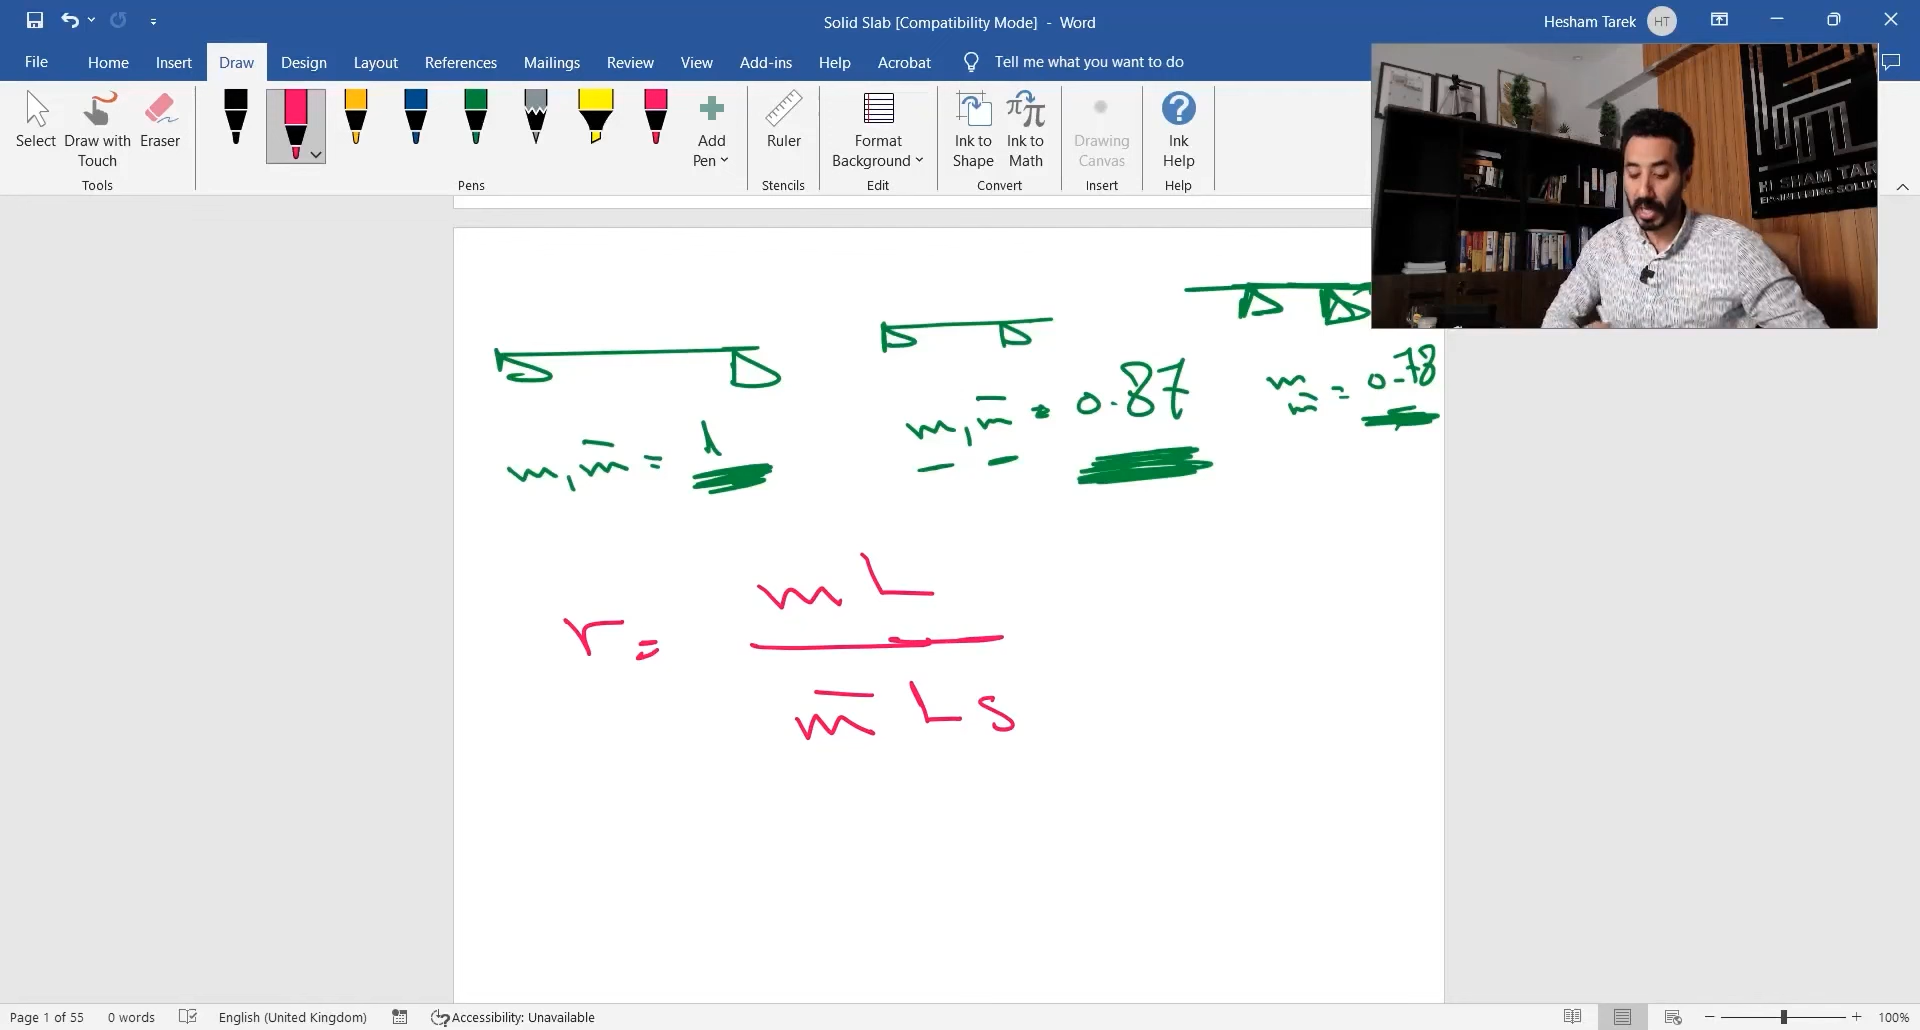 Solid Slab [Compatibility Mode] - Word
Hesham Tarek
HT
File Home Insert Draw Design Layout References Mailings Review View Add-ins Help Acrobat Tell me what you want to do
Select
Draw with Touch
Eraser
Add Pen
Ruler
Format Background
Ink to Shape
Ink to Math
Drawing Canvas
Ink Help
Tools
Pens
Stencils
Edit
Convert
Insert
Help
m, m̅ = 1
m, m̅ = 0.87
m
m̅ = 0.78
r = m L
m̅ Ls
Page 1 of 55 0 words English (United Kingdom) Accessibility: Unavailable 100%